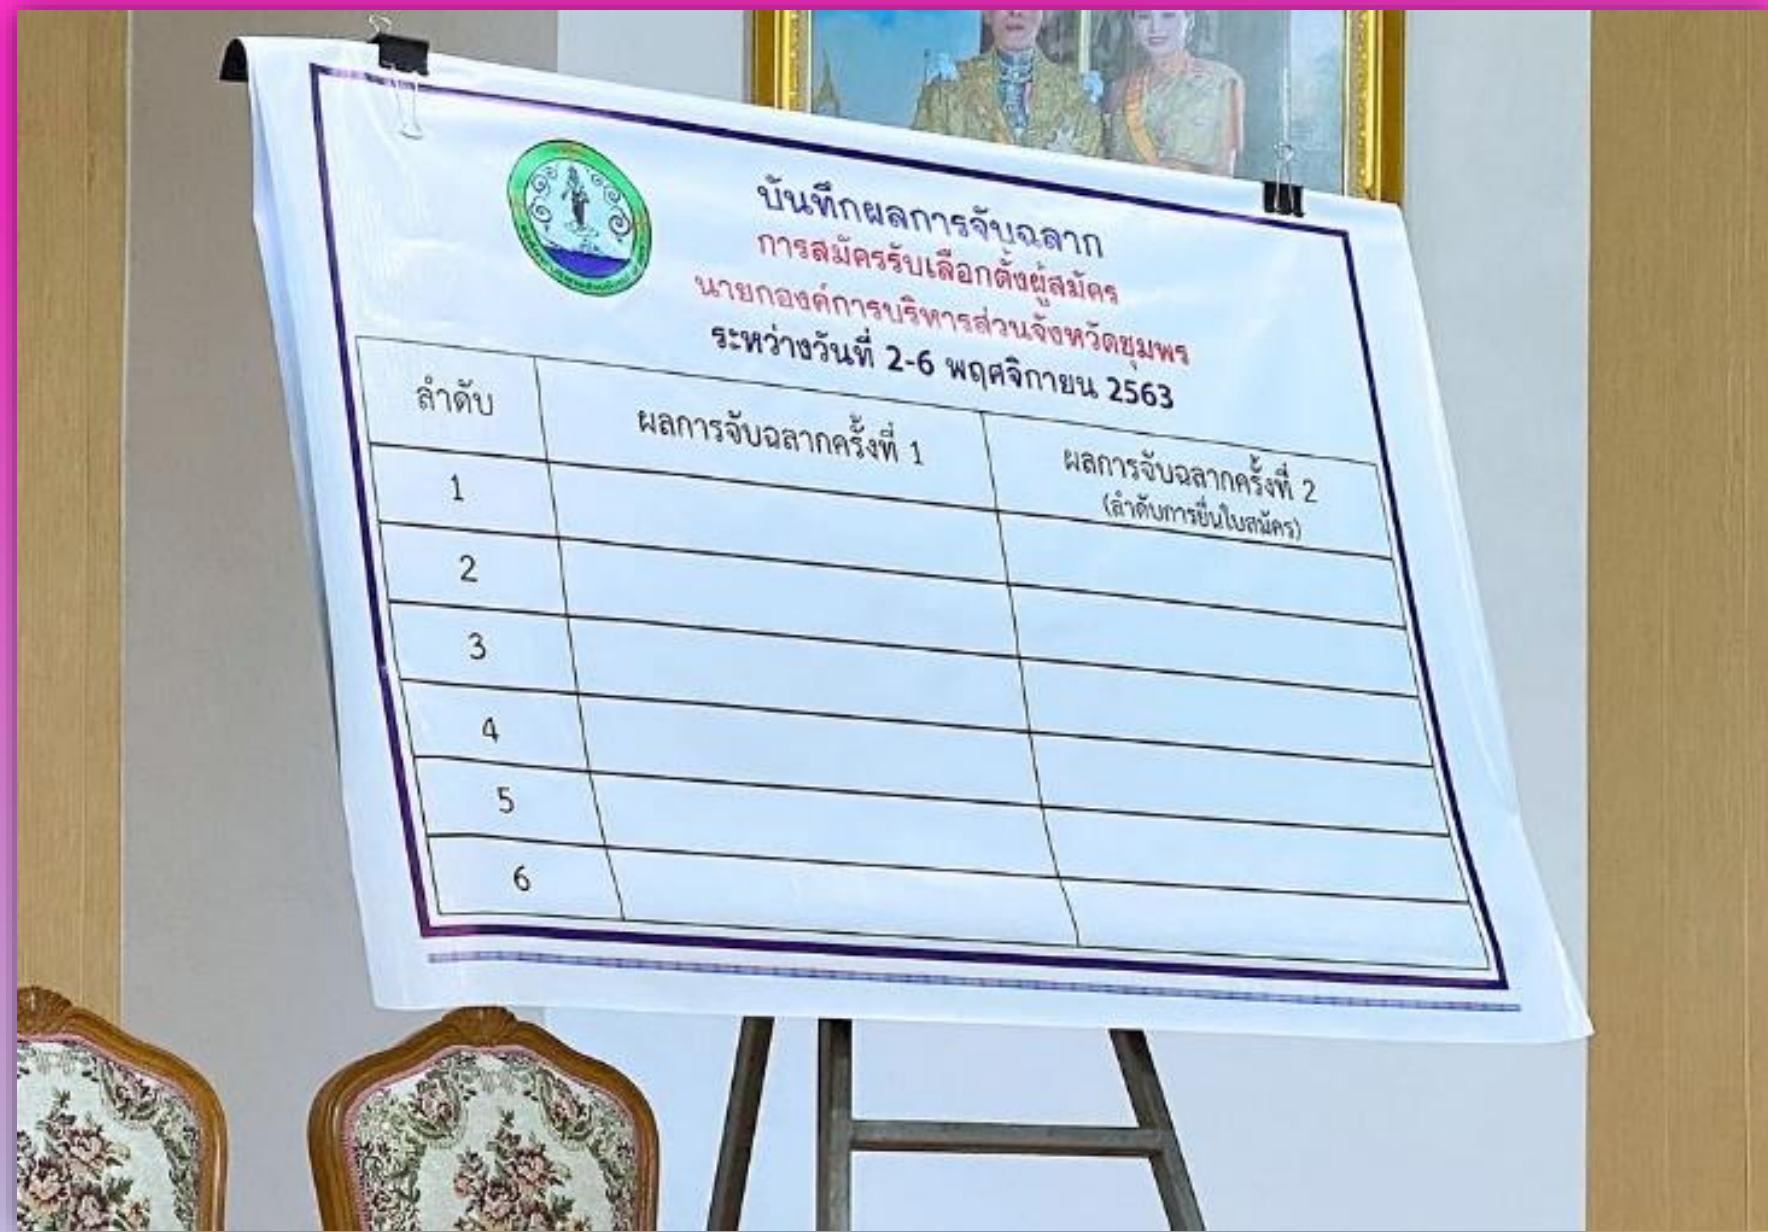 บันทึกผลการจับฉลาก
การสมัครรับเลือกตั้งผู้สมัคร
นายกองค์การบริหารส่วนจังหวัดชุมพร
ระหว่างวันที่ 2-6 พฤศจิกายน 2563
ลำดับ ผลการจับฉลากครั้งที่ 1 ผลการจับฉลากครั้งที่ 2
(ลำดับการยื่นใบสมัคร)
1
2
3
4
5
6